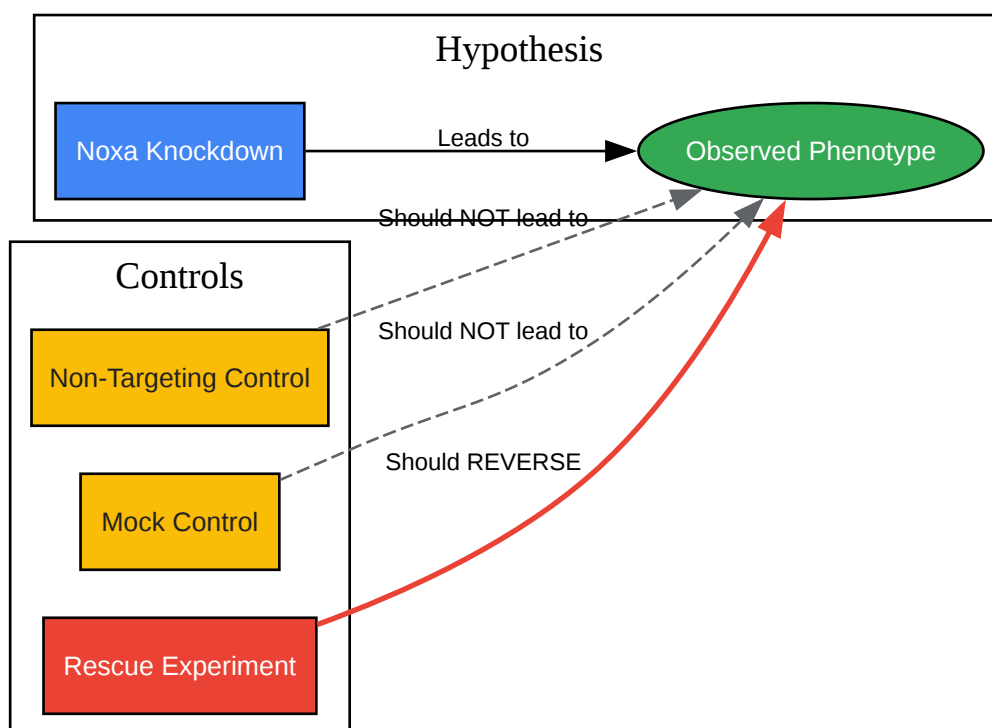 Hypothesis
Noxa Knockdown
Leads to
Observed Phenotype
Should NOT lead to
Controls
Non-Targeting Control
Should NOT lead to
Mock Control
Should REVERSE
Rescue Experiment